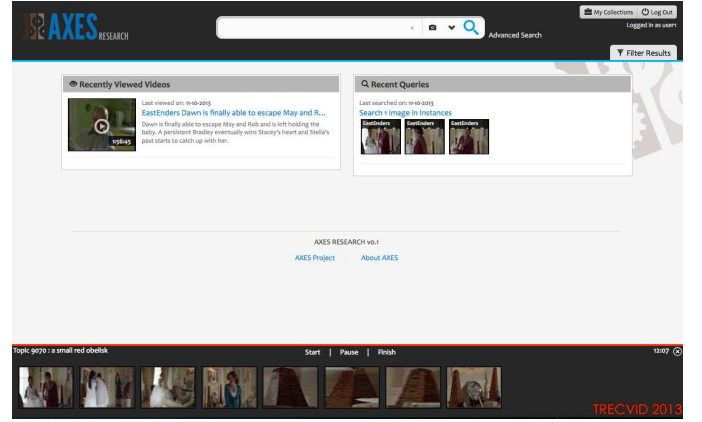 AXES RESEARCH
Advanced Search
My Collections
Log Out
Logged in as user1
Filter Results
Recently Viewed Videos
Last viewed on: 11-10-2013
EastEnders Dawn is finally able to escape May and R...
Dawn is finally able to escape May and Rob and is left holding the
baby. A persistent Bradley eventually wins Stacey's heart and Stella's
past starts to catch up with her.
1:56:45
Recent Queries
Last searched on: 11-10-2013
Search 1 image in Instances
EastEnders EastEnders EastEnders
AXES RESEARCH v0.1
AXES Project About AXES
Topic 9070 : a small red obelisk
Start | Pause | Finish
12:07
TRECVID 2013